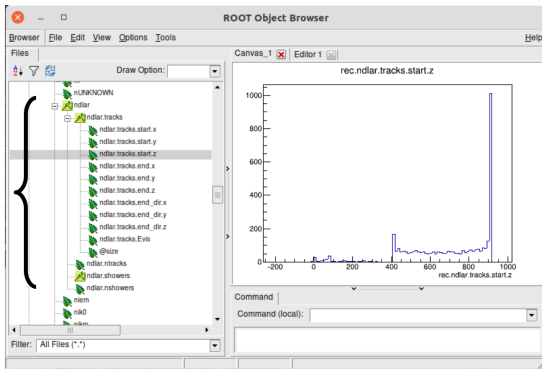 ROOT Object Browser
Browser File Edit View Options Tools Help
Files
Draw Option:
nUNKNOWN
ndlar
ndlar.tracks
ndlar.tracks.start.x
ndlar.tracks.start.y
ndlar.tracks.start.z
ndlar.tracks.end.x
ndlar.tracks.end.y
ndlar.tracks.end.z
ndlar.tracks.end_dir.x
ndlar.tracks.end_dir.y
ndlar.tracks.end_dir.z
ndlar.tracks.Evis
@size
ndlar.ntracks
ndlar.showers
ndlar.nshowers
niem
nik0
nikm
Filter: All Files (*.*)
Canvas_1 Editor 1
rec.ndlar.tracks.start.z
1000
800
600
400
200
0
-200 0 200 400 600 800 1000
rec.ndlar.tracks.start.z
Command
Command (local):